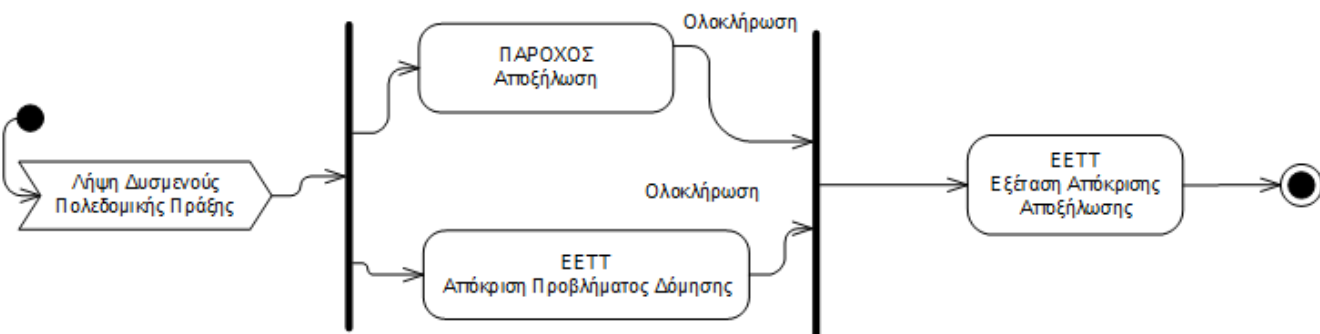 Ολοκλήρωση
ΠΑΡΟΧΟΣ
Αποξήλωση
Λήψη Δυσμενούς
Πολεδομικής Πράξης
Ολοκλήρωση
ΕΕΤΤ
Απόκριση Προβλήματος Δόμησης
ΕΕΤΤ
Εξέταση Απόκρισης
Αποξήλωσης